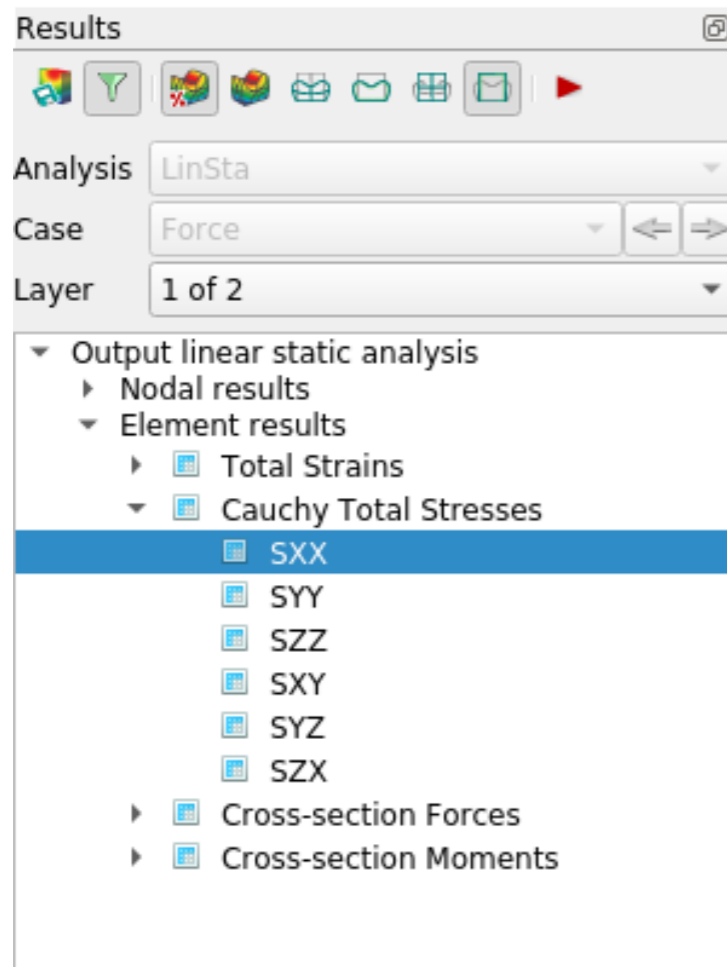 Results
Analysis LinSta
Case Force
Layer 1 of 2
Output linear static analysis
Nodal results
Element results
Total Strains
Cauchy Total Stresses
SXX
SYY
SZZ
SXY
SYZ
SZX
Cross-section Forces
Cross-section Moments